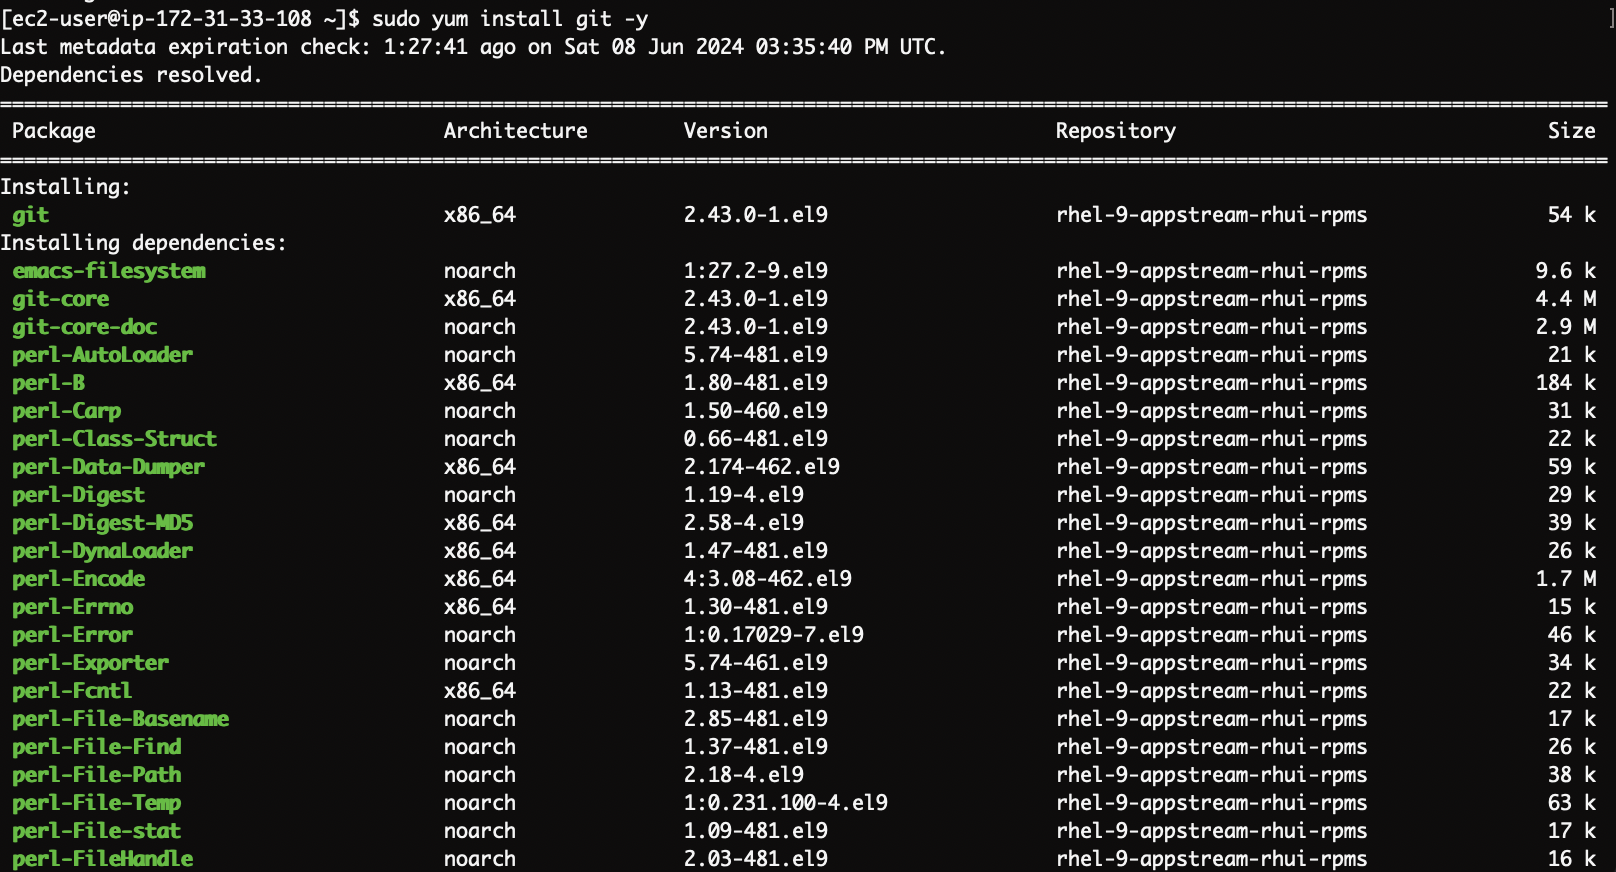 [ec2-user@ip-172-31-33-108 ~]$ sudo yum install git -y
Last metadata expiration check: 1:27:41 ago on Sat 08 Jun 2024 03:35:40 PM UTC.
Dependencies resolved.
================================================================================
Package Architecture Version Repository Size
================================================================================
Installing:
git x86_64 2.43.0-1.el9 rhel-9-appstream-rhui-rpms 54 k
Installing dependencies:
emacs-filesystem noarch 1:27.2-9.el9 rhel-9-appstream-rhui-rpms 9.6 k
git-core x86_64 2.43.0-1.el9 rhel-9-appstream-rhui-rpms 4.4 M
git-core-doc noarch 2.43.0-1.el9 rhel-9-appstream-rhui-rpms 2.9 M
perl-AutoLoader noarch 5.74-481.el9 rhel-9-appstream-rhui-rpms 21 k
perl-B x86_64 1.80-481.el9 rhel-9-appstream-rhui-rpms 184 k
perl-Carp noarch 1.50-460.el9 rhel-9-appstream-rhui-rpms 31 k
perl-Class-Struct noarch 0.66-481.el9 rhel-9-appstream-rhui-rpms 22 k
perl-Data-Dumper x86_64 2.174-462.el9 rhel-9-appstream-rhui-rpms 59 k
perl-Digest noarch 1.19-4.el9 rhel-9-appstream-rhui-rpms 29 k
perl-Digest-MD5 x86_64 2.58-4.el9 rhel-9-appstream-rhui-rpms 39 k
perl-DynaLoader x86_64 1.47-481.el9 rhel-9-appstream-rhui-rpms 26 k
perl-Encode x86_64 4:3.08-462.el9 rhel-9-appstream-rhui-rpms 1.7 M
perl-Errno x86_64 1.30-481.el9 rhel-9-appstream-rhui-rpms 15 k
perl-Error noarch 1:0.17029-7.el9 rhel-9-appstream-rhui-rpms 46 k
perl-Exporter noarch 5.74-461.el9 rhel-9-appstream-rhui-rpms 34 k
perl-Fcntl x86_64 1.13-481.el9 rhel-9-appstream-rhui-rpms 22 k
perl-File-Basename noarch 2.85-481.el9 rhel-9-appstream-rhui-rpms 17 k
perl-File-Find noarch 1.37-481.el9 rhel-9-appstream-rhui-rpms 26 k
perl-File-Path noarch 2.18-4.el9 rhel-9-appstream-rhui-rpms 38 k
perl-File-Temp noarch 1:0.231.100-4.el9 rhel-9-appstream-rhui-rpms 63 k
perl-File-stat noarch 1.09-481.el9 rhel-9-appstream-rhui-rpms 17 k
perl-FileHandle noarch 2.03-481.el9 rhel-9-appstream-rhui-rpms 16 k